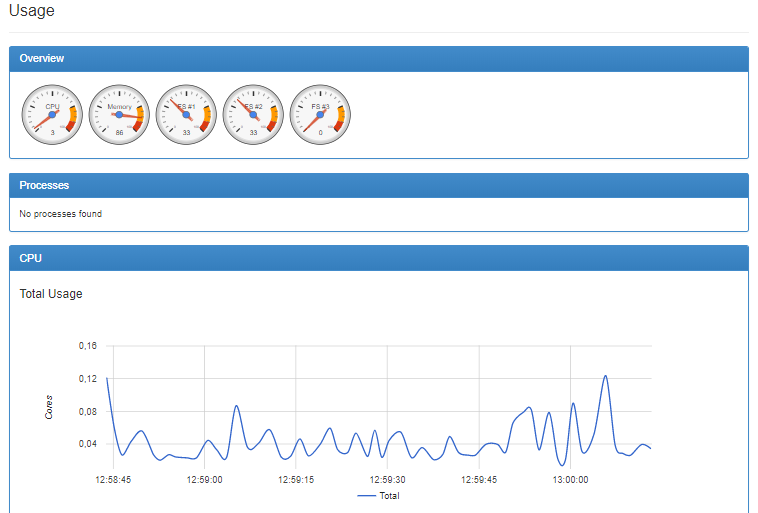 Usage
Overview
CPU Memory FS #1 FS #2 FS #3
3 86 33 33 0
Processes
No processes found
CPU
Total Usage
0,16
0,12
0,08
0,04
Cores
12:58:45 12:59:00 12:59:15 12:59:30 12:59:45 13:00:00
Total